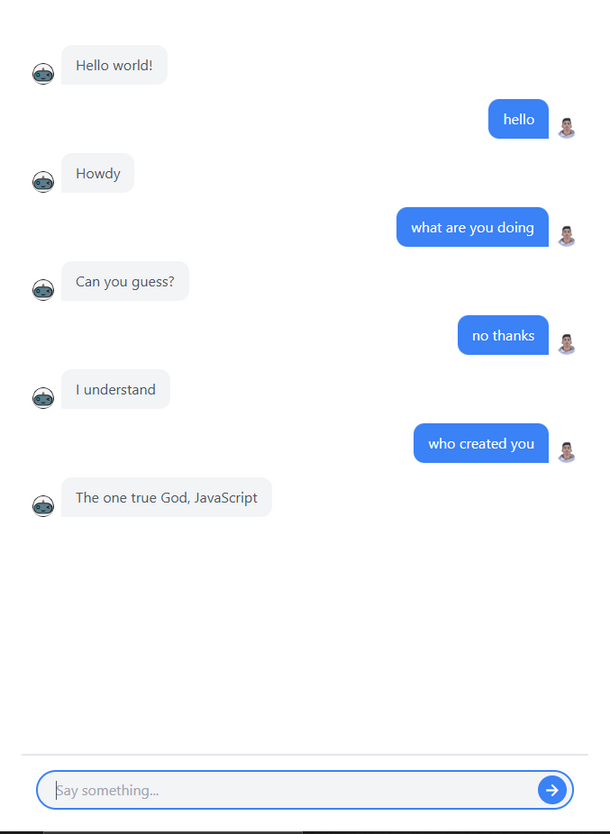 Hello world!
hello
Howdy
what are you doing
Can you guess?
no thanks
I understand
who created you
The one true God, JavaScript
Say something...